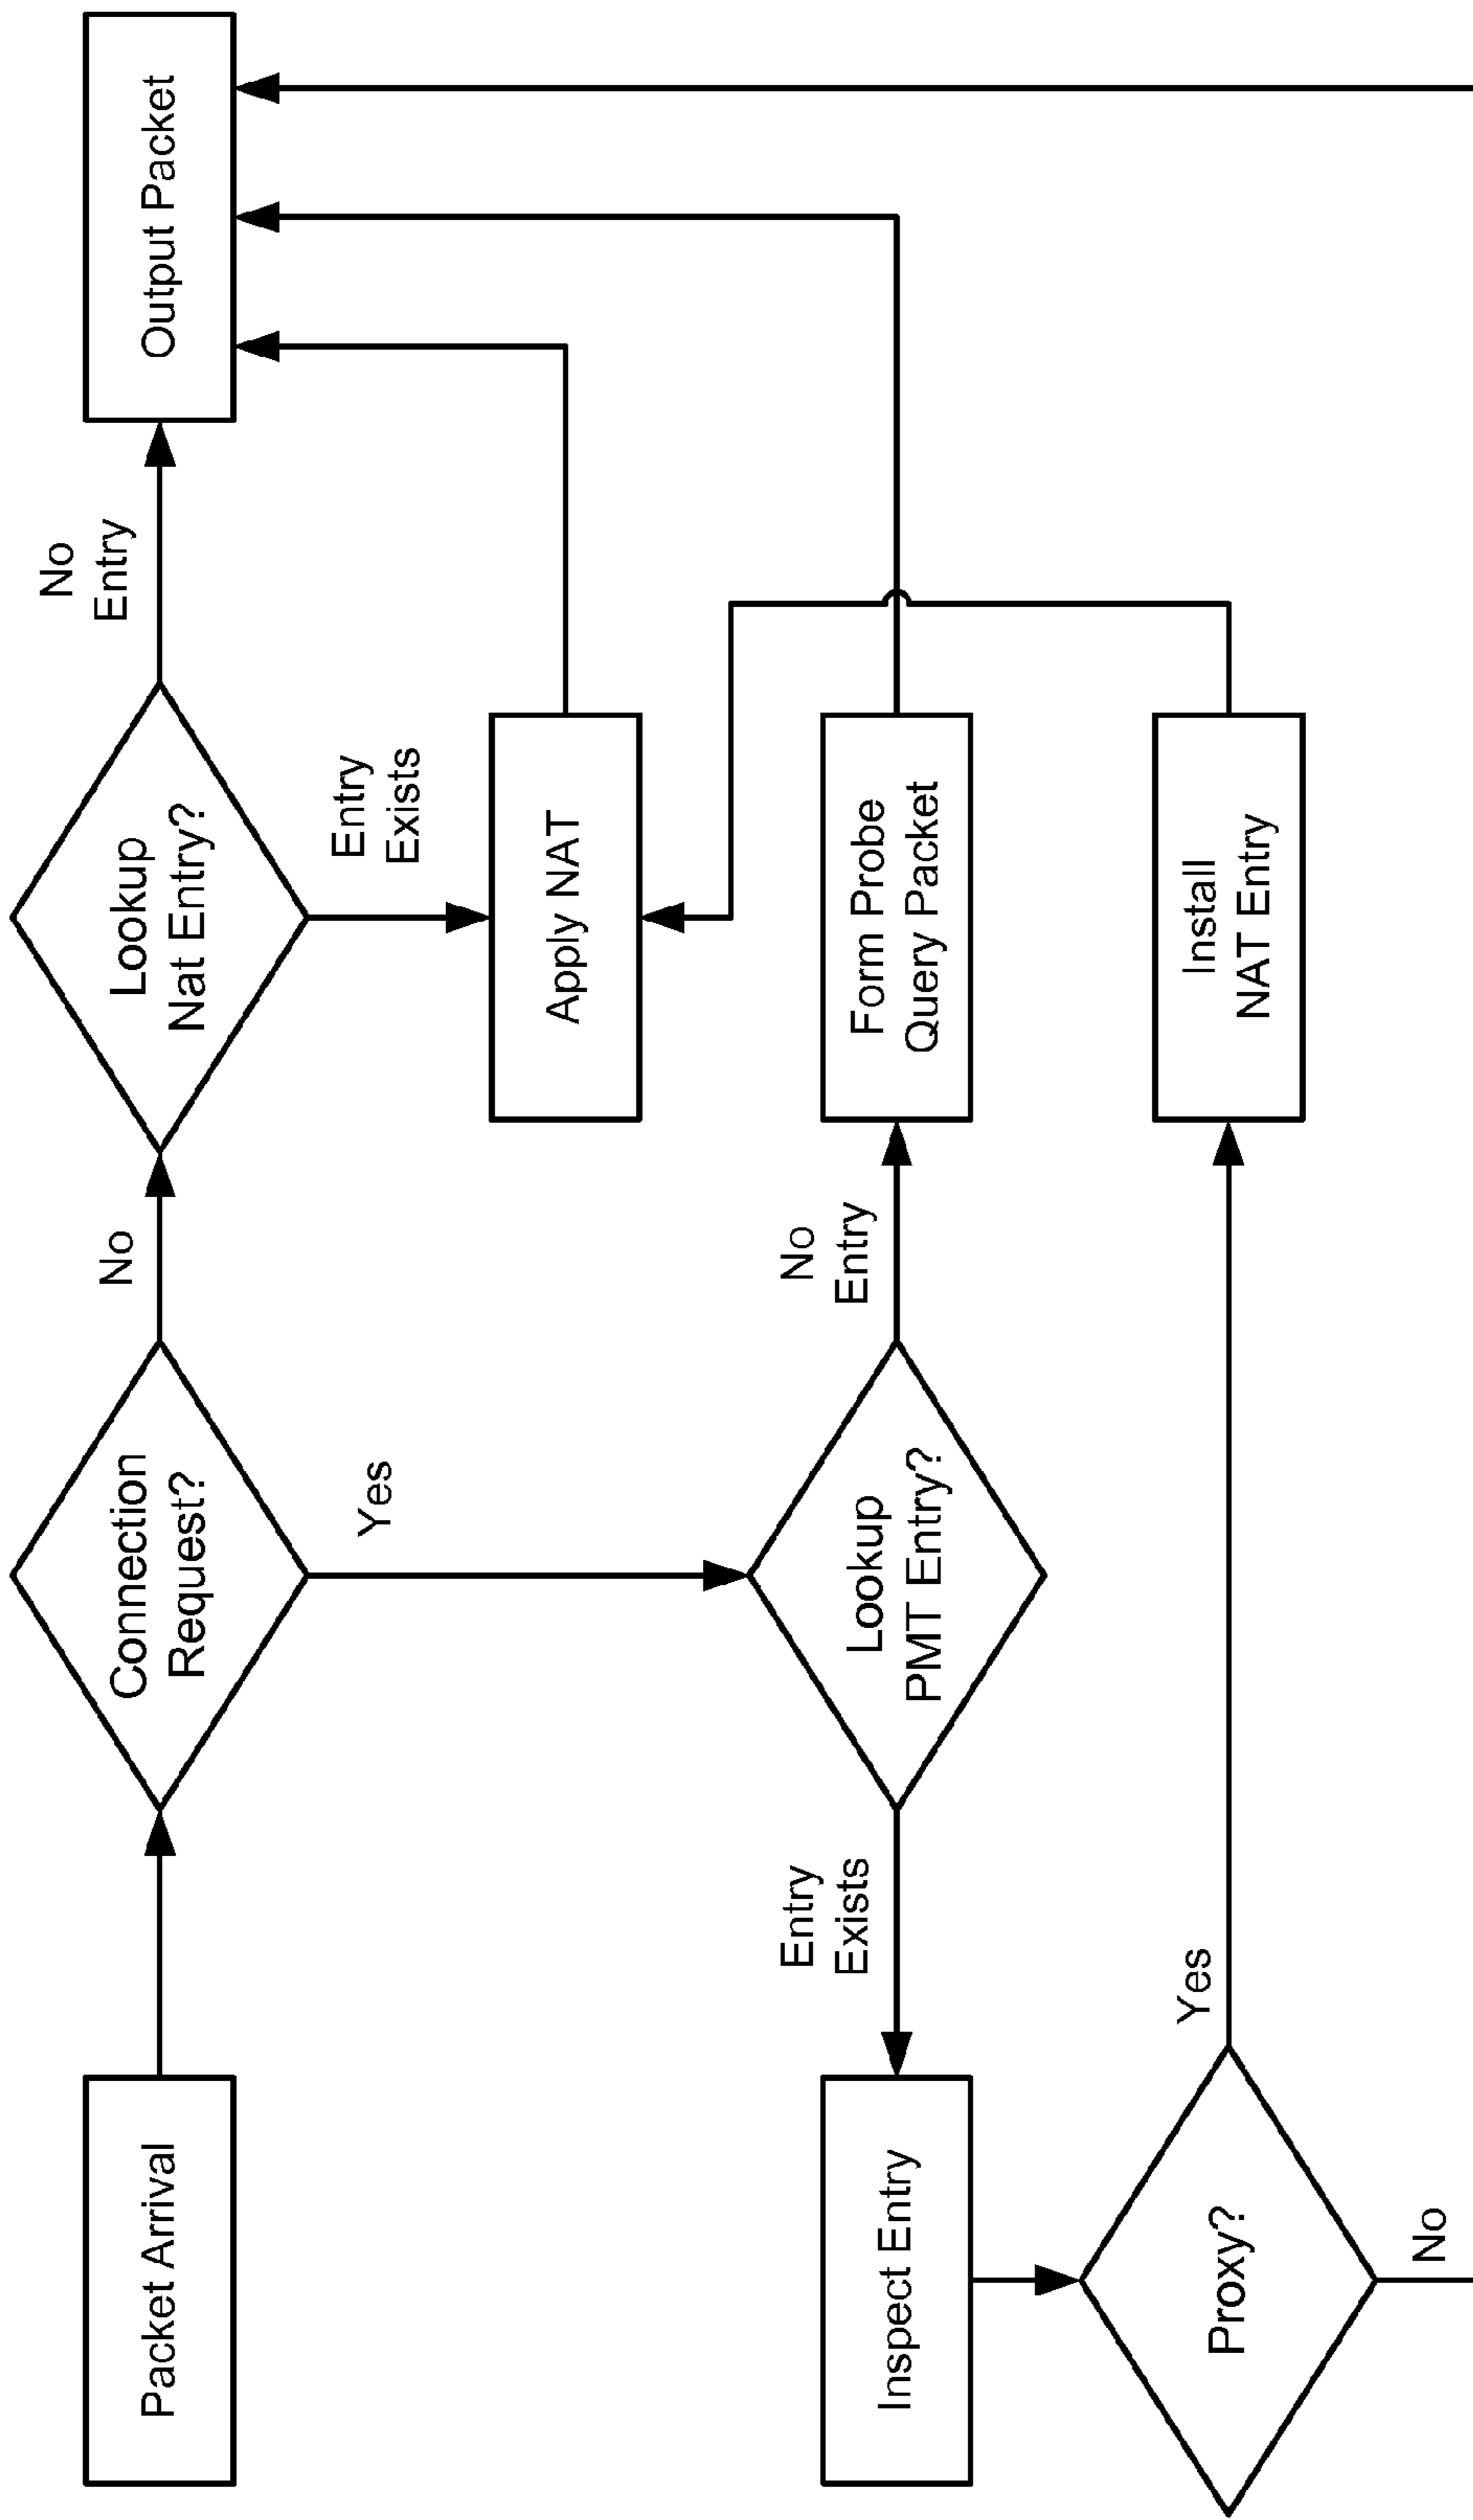 Packet Arrival
Connection
Request?
No
Lookup
Nat Entry?
No
Entry
Output Packet
Yes
Entry
Exists
Apply NAT
Entry
Exists
Lookup
PMT Entry?
No
Entry
Form Probe
Query Packet
Inspect Entry
Proxy?
Yes
Install
NAT Entry
No